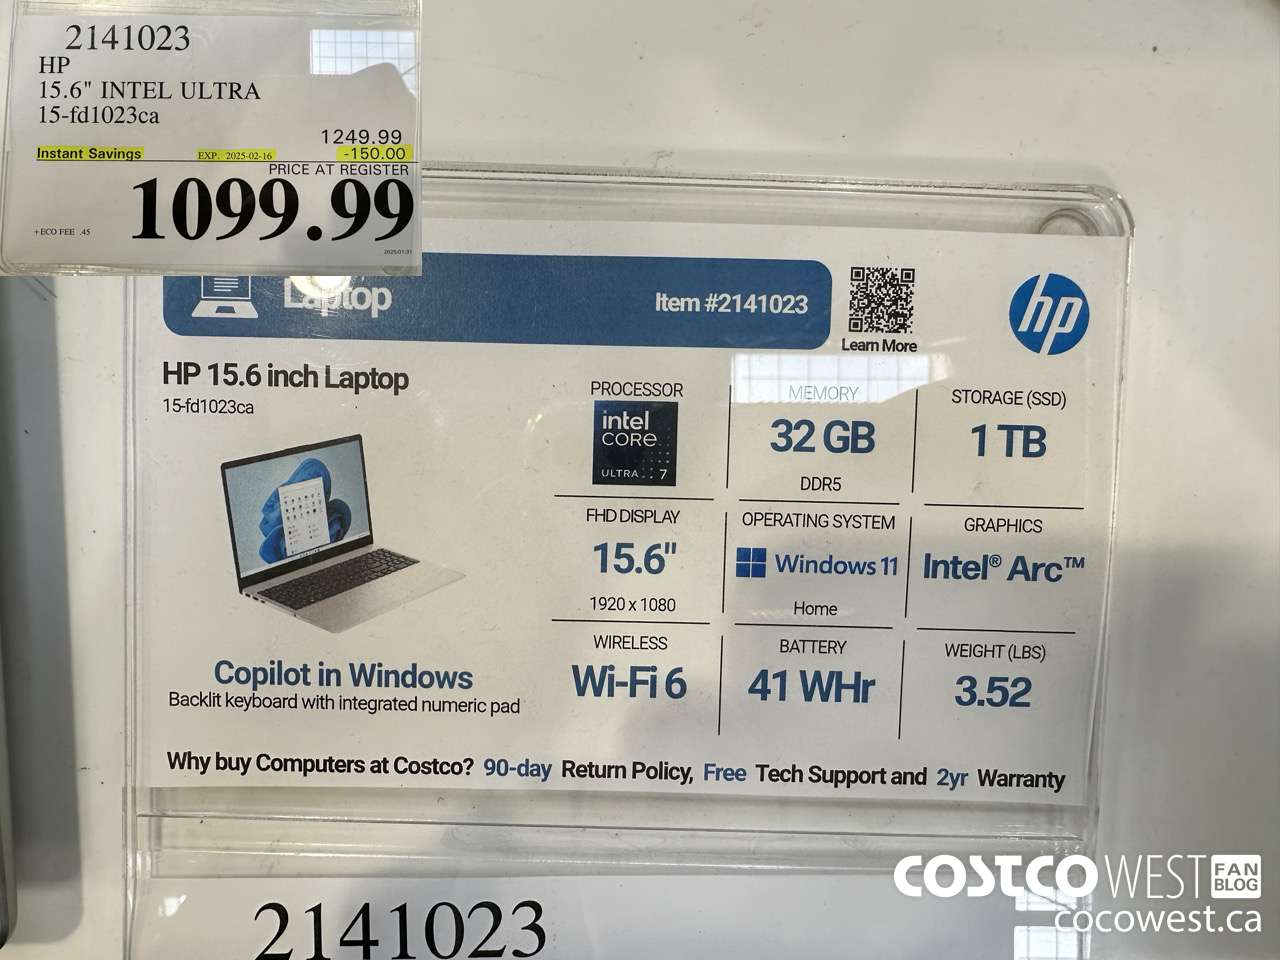 2141023
HP
15.6" INTEL ULTRA
15-fd1023ca
1249.99
Instant Savings EXP. 2025-02-16 -150.00
PRICE AT REGISTER
1099.99
+ECO FEE .45
2025/01/31
Laptop
Item #2141023
Learn More
hp
HP 15.6 inch Laptop
15-fd1023ca
PROCESSOR
intel
CORE
ULTRA 7
MEMORY
32 GB
DDR5
STORAGE (SSD)
1 TB
FHD DISPLAY
15.6"
1920 x 1080
OPERATING SYSTEM
Windows 11
Home
GRAPHICS
Intel® Arc™
WIRELESS
Wi-Fi 6
BATTERY
41 WHr
WEIGHT (LBS)
3.52
Copilot in Windows
Backlit keyboard with integrated numeric pad
Why buy Computers at Costco? 90-day Return Policy, Free Tech Support and 2yr Warranty
2141023
COSTCO WEST FAN BLOG
cocowest.ca